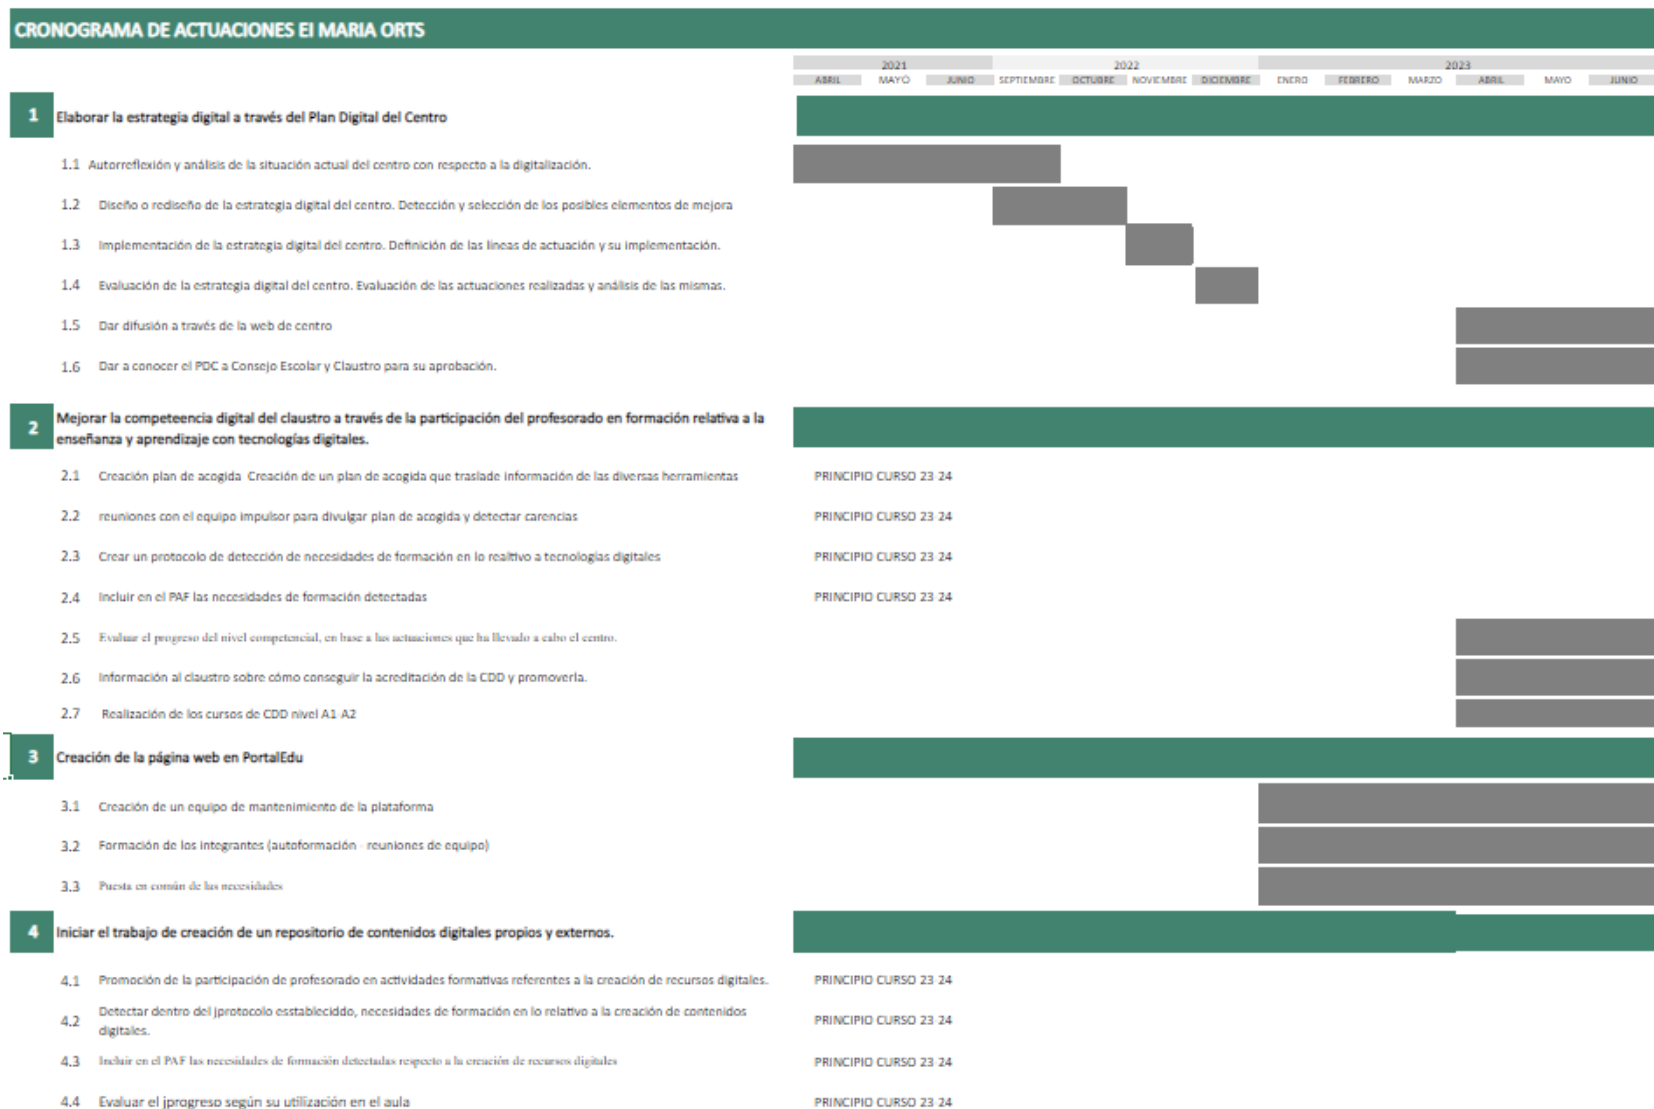 CRONOGRAMA DE ACTUACIONES EI MARIA ORTS
2021 2022 2023
ABRIL MAYO JUNIO SEPTIEMBRE OCTUBRE NOVIEMBRE DICIEMBRE ENERO FEBRERO MARZO ABRIL MAYO JUNIO
1 Elaborar la estrategia digital a través del Plan Digital del Centro
1.1 Autorreflexión y análisis de la situación actual del centro con respecto a la digitalización.
1.2 Diseño o rediseño de la estrategia digital del centro. Detección y selección de los posibles elementos de mejora
1.3 Implementación de la estrategia digital del centro. Definición de las líneas de actuación y su implementación.
1.4 Evaluación de la estrategia digital del centro. Evaluación de las actuaciones realizadas y análisis de las mismas.
1.5 Dar difusión a través de la web de centro
1.6 Dar a conocer el PDC a Consejo Escolar y Claustro para su aprobación.
2 Mejorar la competeencia digital del claustro a través de la participación del profesorado en formación relativa a la
enseñanza y aprendizaje con tecnologías digitales.
2.1 Creación plan de acogida Creación de un plan de acogida que traslade información de las diversas herramientas PRINCIPIO CURSO 23-24
2.2 reuniones con el equipo impulsor para divulgar plan de acogida y detectar carencias PRINCIPIO CURSO 23-24
2.3 Crear un protocolo de detección de necesidades de formación en lo realtivo a tecnologías digitales PRINCIPIO CURSO 23-24
2.4 Incluir en el PAF las necesidades de formación detectadas PRINCIPIO CURSO 23-24
2.5 Evaluar el progreso del nivel competencial, en base a las actuaciones que ha llevado a cabo el centro.
2.6 Información al claustro sobre cómo conseguir la acreditación de la CDD y promoverla.
2.7 Realización de los cursos de CDD nivel A1-A2
3 Creación de la página web en PortalEdu
3.1 Creación de un equipo de mantenimiento de la plataforma
3.2 Formación de los integrantes (autoformación - reuniones de equipo)
3.3 Puesta en común de las necesidades
4 Iniciar el trabajo de creación de un repositorio de contenidos digitales propios y externos.
4.1 Promoción de la participación de profesorado en actividades formativas referentes a la creación de recursos digitales. PRINCIPIO CURSO 23-24
4.2 Detectar dentro del jprotocolo esstableciddo, necesidades de formación en lo relativo a la creación de contenidos
digitales. PRINCIPIO CURSO 23-24
4.3 Incluir en el PAF las necesidades de formación detectadas respecto a la creación de recursos digitales PRINCIPIO CURSO 23-24
4.4 Evaluar el jprogreso según su utilización en el aula PRINCIPIO CURSO 23-24